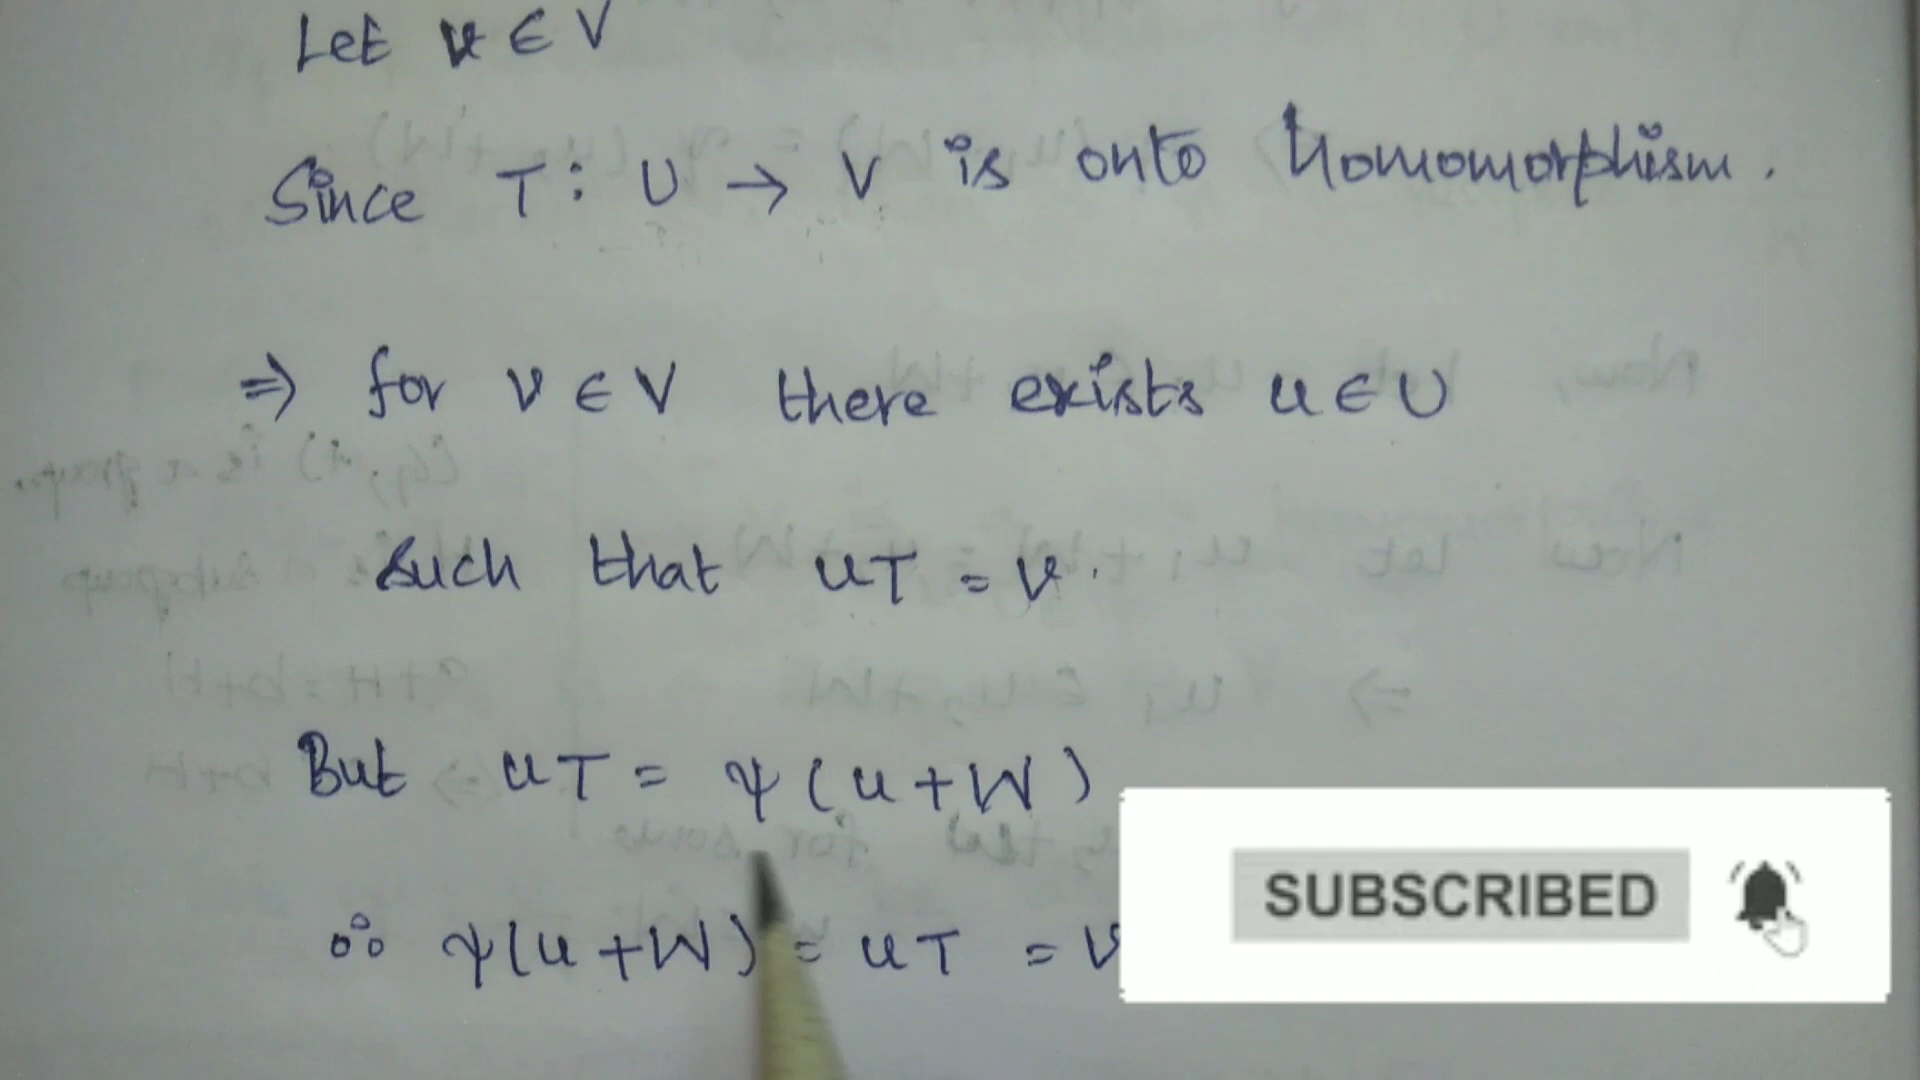 Let v ∈ V
Since T : U → V is onto homomorphism.
⇒ for v ∈ V there exists u ∈ U
such that uT = v.
But uT = ψ(u+W)
∴ ψ(u+W) = uT = v
SUBSCRIBED